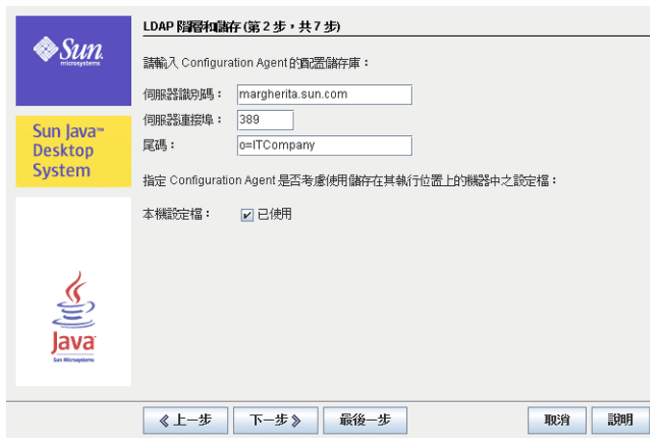 LDAP 階層和儲存 (第 2 步，共 7 步)
Sun
microsystems
請輸入 Configuration Agent 的配置儲存庫：
伺服器識別碼： margherita.sun.com
伺服器連接埠： 389
尾碼： o=ITCompany
Sun Java™
Desktop
System
指定 Configuration Agent 是否考慮使用儲存在其執行位置上的機器中之設定檔：
本機設定檔： 已使用
Java
Sun Microsystems
上一步 下一步 最後一步 取消 說明